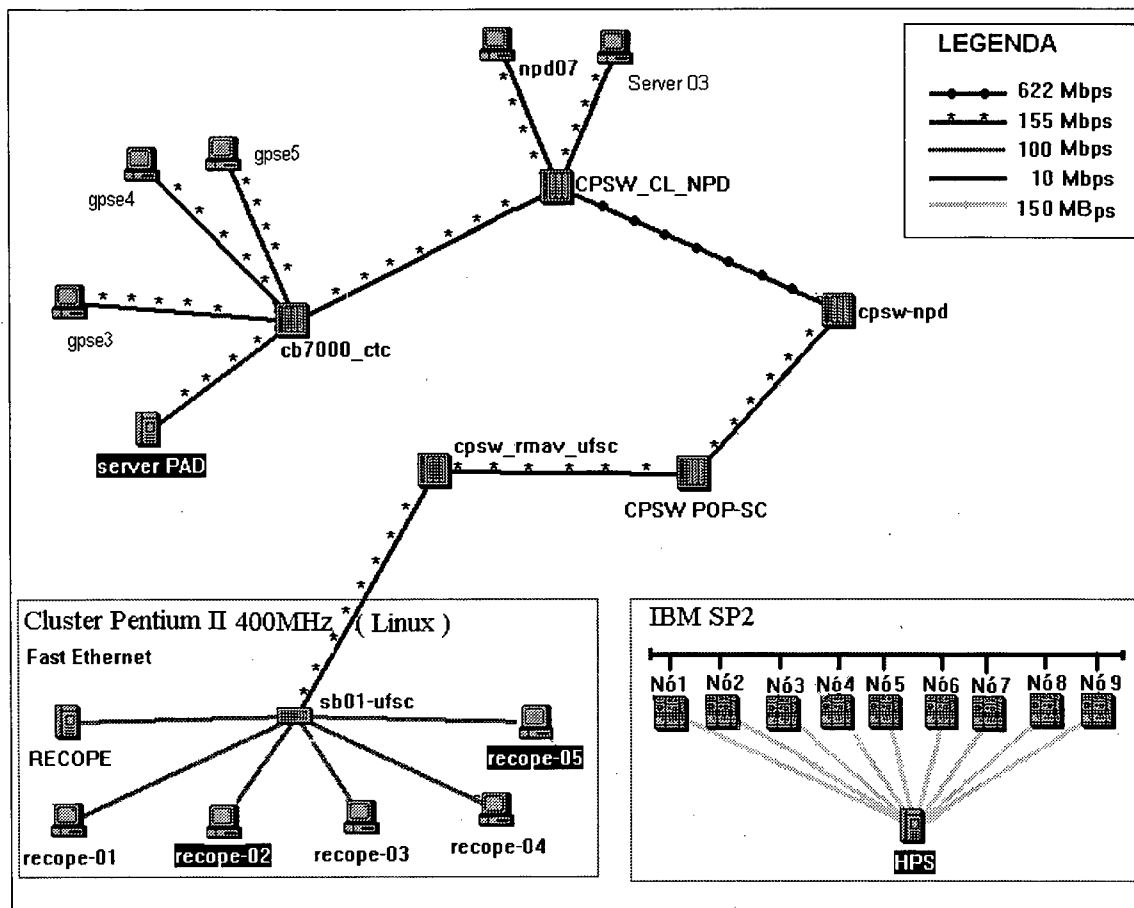 LEGENDA
622 Mbps
155 Mbps
100 Mbps
10 Mbps
150 MBps
npd07
Server 03
gpse5
gpse4
CPSW_CL_NPD
gpse3
cb7000_ctc
cpsw-npd
server PAD
cpsw_rmav_ufsc
CPSW POP-SC
Cluster Pentium II 400MHz ( Linux )
Fast Ethernet
sb01-ufsc
RECOPE
recope-05
recope-01
recope-02
recope-03
recope-04
IBM SP2
Nó1 Nó2 Nó3 Nó4 Nó5 Nó6 Nó7 Nó8 Nó9
HPS